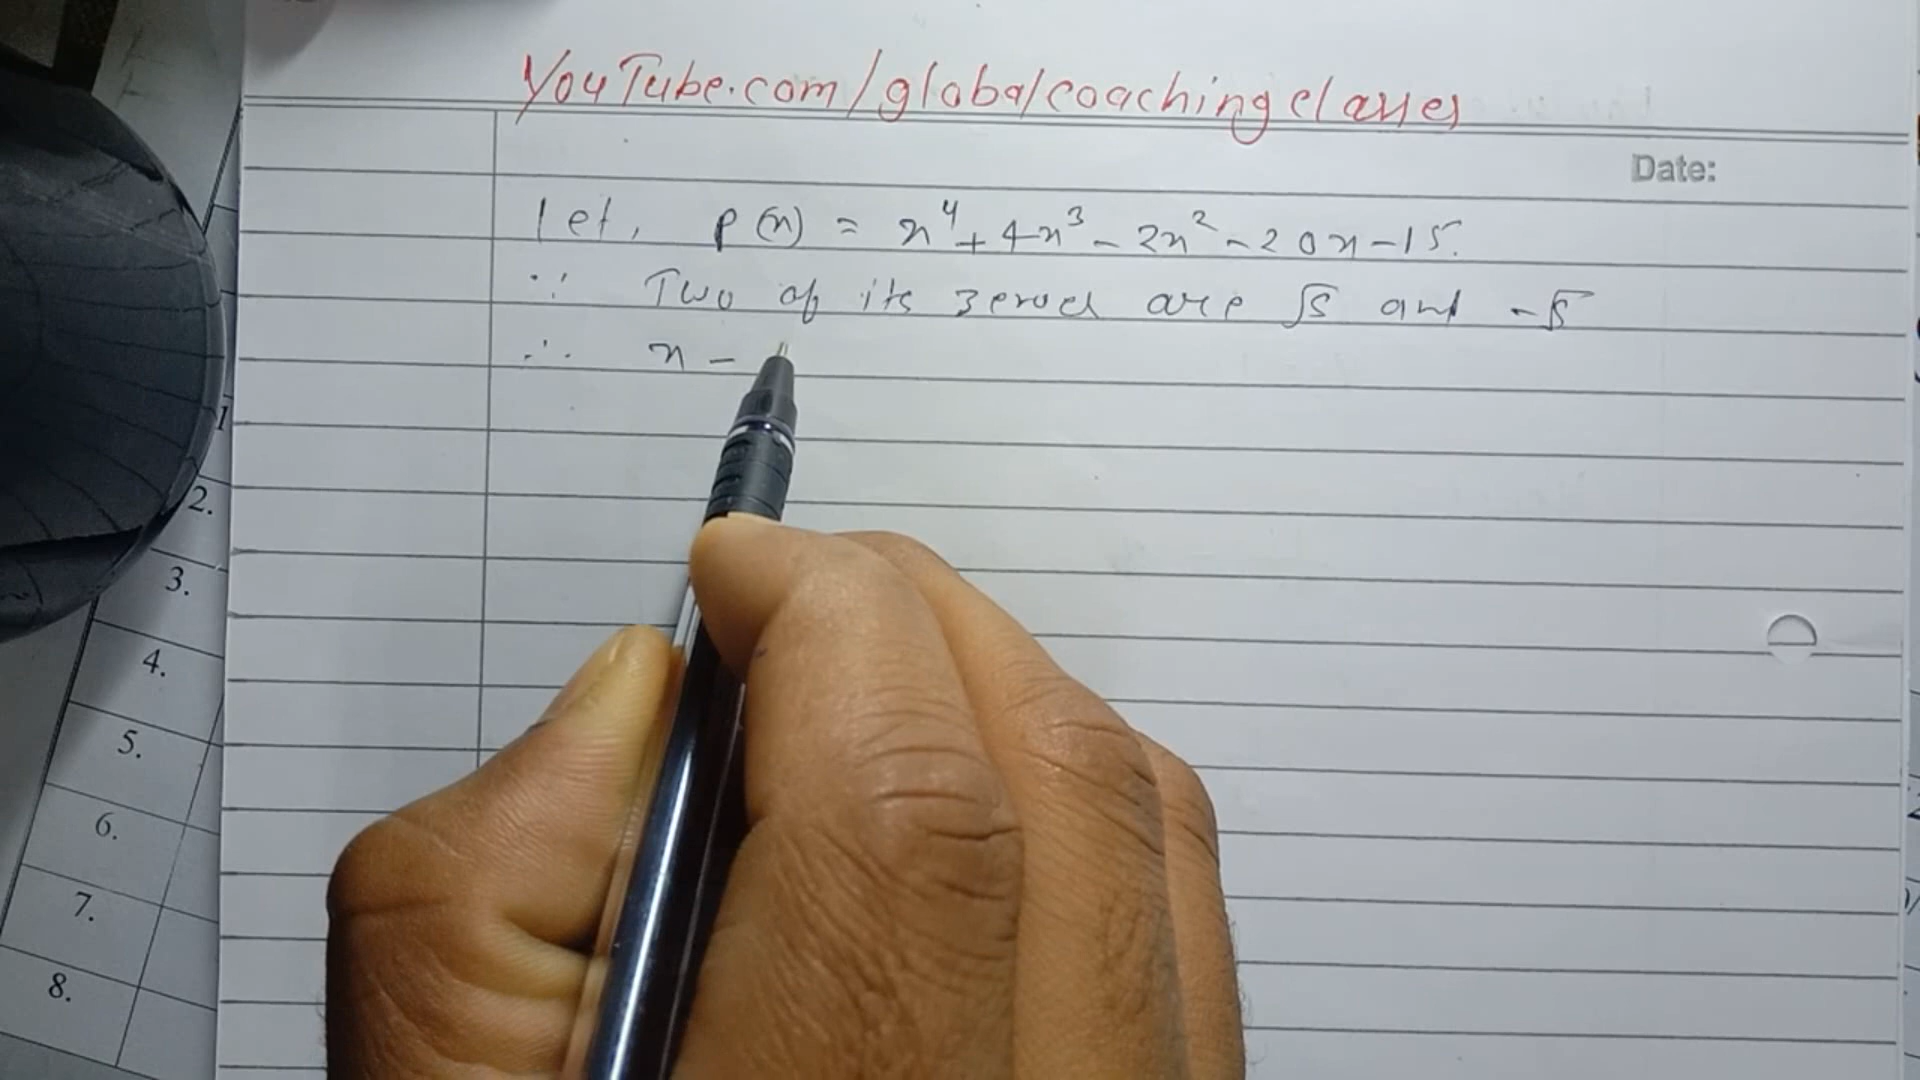 YouTube.com/globalcoachingclasses
Date:
Let, p(x) = x⁴ + 4x³ - 2x² - 20x - 15.
∵ Two of its zeroes are √5 and -√5
∴ x -
1
2.
3.
4.
5.
6.
7.
8.